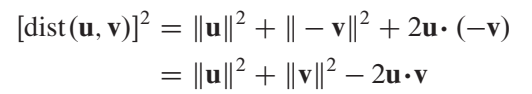 [dist(u, v)]² = ‖u‖² + ‖ − v‖² + 2u · (−v)
= ‖u‖² + ‖v‖² − 2u · v